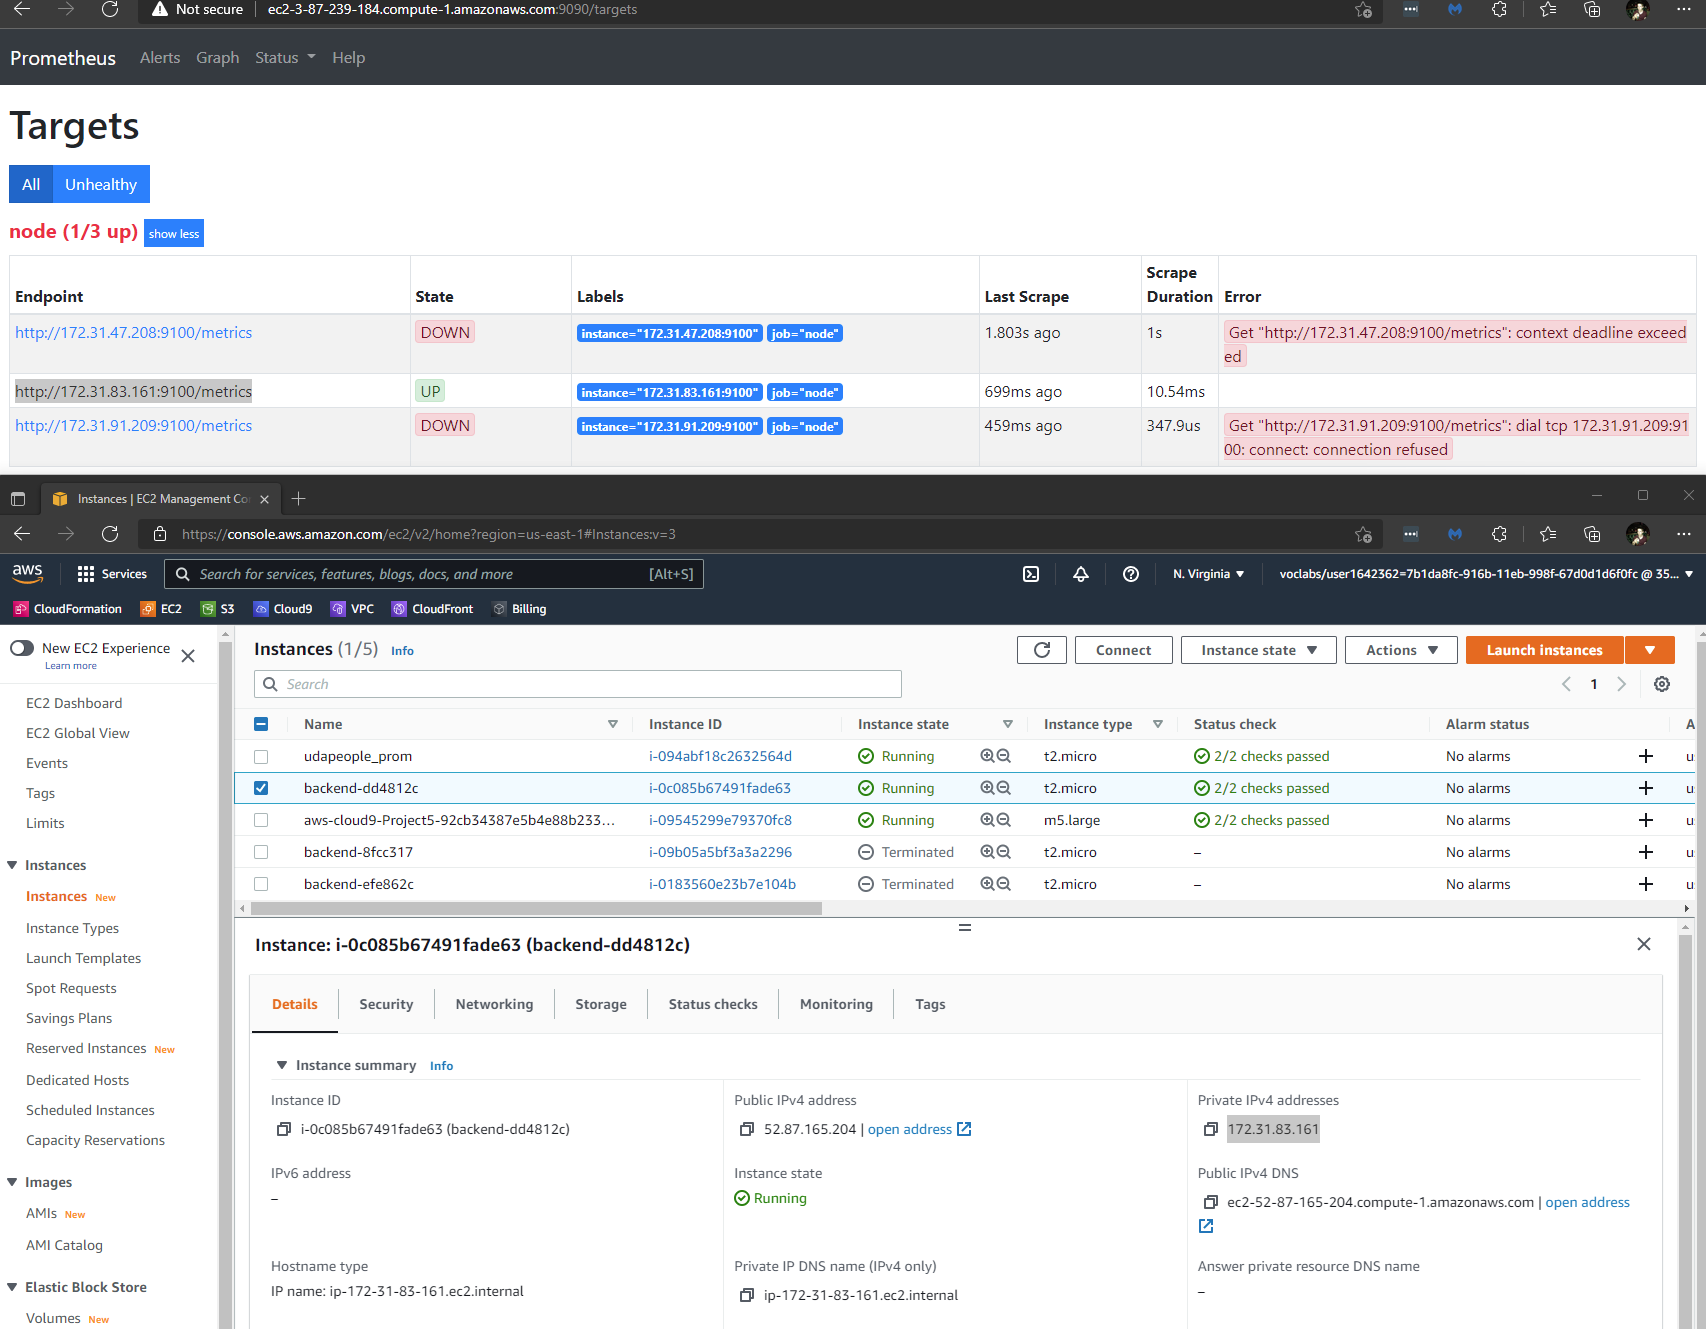 Not secure
ec2-3-87-239-184.compute-1.amazonaws.com:9090/targets
Prometheus Alerts Graph Status Help
Targets
All Unhealthy
node (1/3 up) show less
Endpoint State Labels Last Scrape Scrape Duration Error
http://172.31.47.208:9100/metrics DOWN instance="172.31.47.208:9100" job="node" 1.803s ago 1s Get "http://172.31.47.208:9100/metrics": context deadline exceed
ed
http://172.31.83.161:9100/metrics UP instance="172.31.83.161:9100" job="node" 699ms ago 10.54ms
http://172.31.91.209:9100/metrics DOWN instance="172.31.91.209:9100" job="node" 459ms ago 347.9us Get "http://172.31.91.209:9100/metrics": dial tcp 172.31.91.209:91
00: connect: connection refused
Instances | EC2 Management Co
https://console.aws.amazon.com/ec2/v2/home?region=us-east-1#Instances:v=3
aws Services Search for services, features, blogs, docs, and more [Alt+S] N. Virginia voclabs/user1642362=7b1da8fc-916b-11eb-998f-67d0d1d6f0fc @ 35...
CloudFormation EC2 S3 Cloud9 VPC CloudFront Billing
New EC2 Experience
Learn more
EC2 Dashboard
EC2 Global View
Events
Tags
Limits
Instances
Instances New
Instance Types
Launch Templates
Spot Requests
Savings Plans
Reserved Instances New
Dedicated Hosts
Scheduled Instances
Capacity Reservations
Images
AMIs New
AMI Catalog
Elastic Block Store
Volumes New
Instances (1/5) Info Connect Instance state Actions Launch instances
Search 1
Name Instance ID Instance state Instance type Status check Alarm status A
udapeople_prom i-094abf18c2632564d Running t2.micro 2/2 checks passed No alarms u
backend-dd4812c i-0c085b67491fade63 Running t2.micro 2/2 checks passed No alarms u
aws-cloud9-Project5-92cb34387e5b4e88b233... i-09545299e79370fc8 Running m5.large 2/2 checks passed No alarms u
backend-8fcc317 i-09b05a5bf3a3a2296 Terminated t2.micro – No alarms u
backend-efe862c i-0183560e23b7e104b Terminated t2.micro – No alarms u
Instance: i-0c085b67491fade63 (backend-dd4812c)
Details Security Networking Storage Status checks Monitoring Tags
Instance summary Info
Instance ID Public IPv4 address Private IPv4 addresses
i-0c085b67491fade63 (backend-dd4812c) 52.87.165.204 | open address 172.31.83.161
IPv6 address Instance state Public IPv4 DNS
– Running ec2-52-87-165-204.compute-1.amazonaws.com | open address
Hostname type Private IP DNS name (IPv4 only) Answer private resource DNS name
IP name: ip-172-31-83-161.ec2.internal ip-172-31-83-161.ec2.internal –